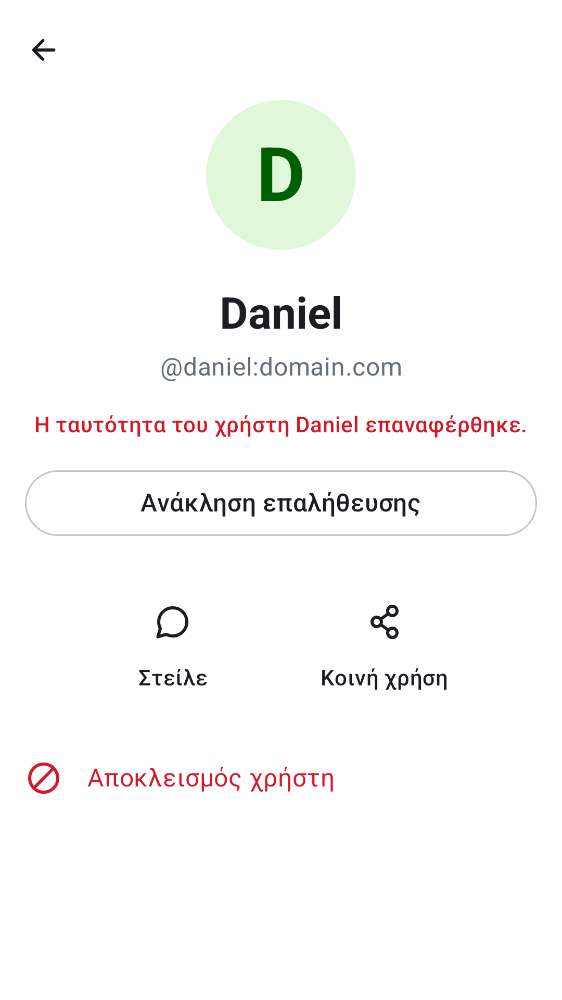 D
Daniel
@daniel:domain.com
Η ταυτότητα του χρήστη Daniel επαναφέρθηκε.
Ανάκληση επαλήθευσης
Στείλε
Κοινή χρήση
Αποκλεισμός χρήστη